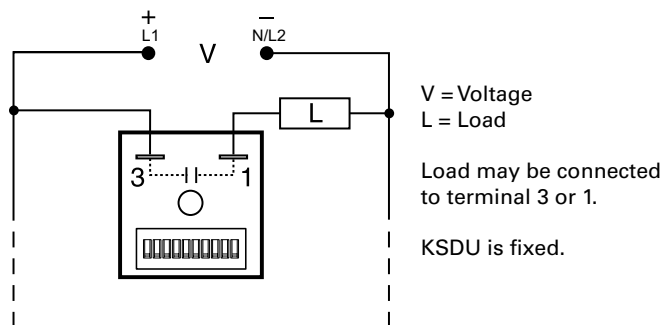 +
L1
V
–
N/L2
L
3
1
V = Voltage
L = Load
Load may be connected
to terminal 3 or 1.
KSDU is fixed.